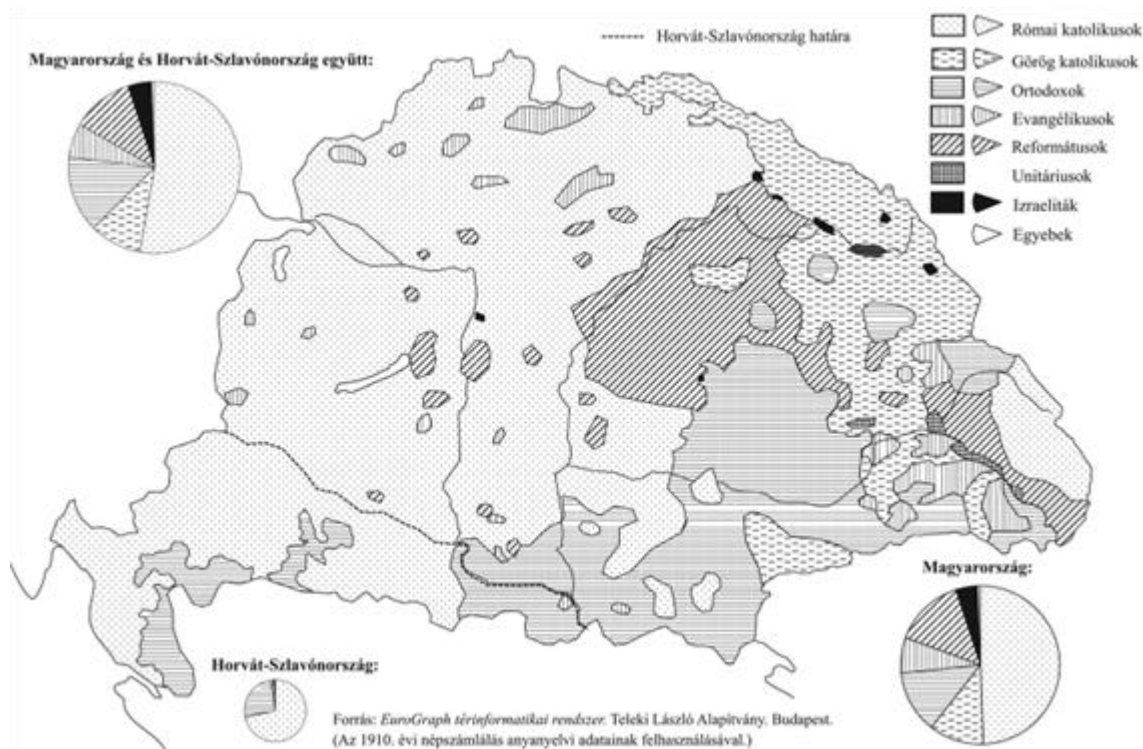 Magyarország és Horvát-Szlavónország együtt:
Horvát-Szlavónország határa
Római katolikusok
Görög katolikusok
Ortodoxok
Evangélikusok
Reformátusok
Unitáriusok
Izraeliták
Egyebek
Magyarország:
Horvát-Szlavónország:
Forrás: EuroGraph térinformatikai rendszer. Teleki László Alapítvány. Budapest.
(Az 1910. évi népszámlálás anyanyelvi adatainak felhasználásával.)